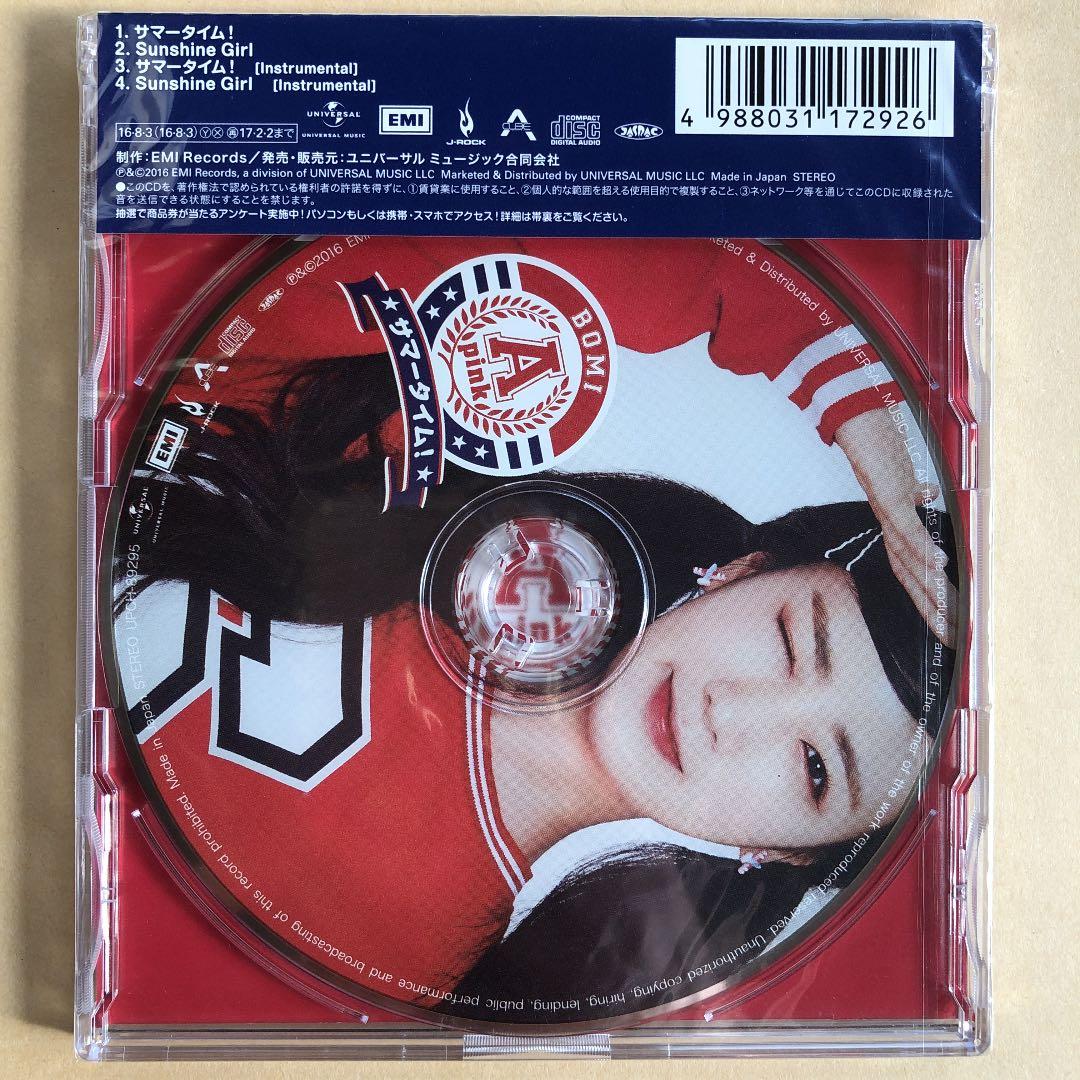 1. サマータイム!
2. Sunshine Girl
3. サマータイム! [Instrumental]
4. Sunshine Girl [Instrumental]
UNIVERSAL
UNIVERSAL MUSIC
EMI
J-ROCK
A CUBE
COMPACT
disc
DIGITAL AUDIO
JASRAC
4 988031 172926
16·8·3 (16·8·3) Ⓨ Ⓧ 再 17·2·2まで
制作:EMI Records/発売・販売元:ユニバーサル ミュージック合同会社
Ⓟ&©2016 EMI Records, a division of UNIVERSAL MUSIC LLC Marketed & Distributed by UNIVERSAL MUSIC LLC Made in Japan STEREO
●このCDを、著作権法で認められている権利者の許諾を得ずに、①賃貸業に使用すること、②個人的な範囲を超える使用目的で複製すること、③ネットワーク等を通じてこのCDに収録された
音を送信できる状態にすることを禁じます。
抽選で商品券が当たるアンケート実施中!パソコンもしくは携帯・スマホでアクセス!詳細は帯裏をご覧ください。
BOMI
A
pink
サマータイム!
Ⓟ&©2016 EMI
Marketed & Distributed by UNIVERSAL MUSIC LLC All rights of the producer and of the owner of the work reproduced reserved. Unauthorized copying, hiring, lending, public performance and broadcasting of this record prohibited. Made in Japan STEREO UPCH-89295
JASRAC
COMPACT
disc
DIGITAL AUDIO
J-ROCK
EMI
UNIVERSAL
UNIVERSAL MUSIC
A
pink